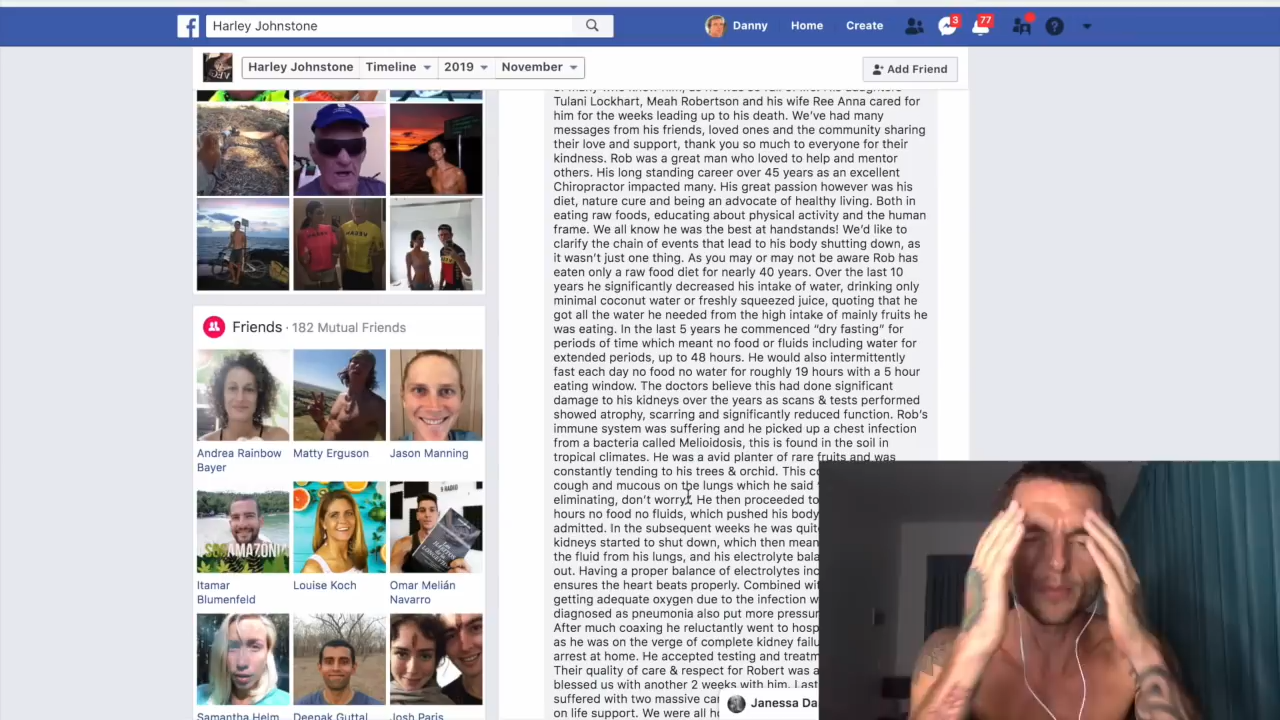 Harley Johnstone
Danny
Home
Create
3
77
Harley Johnstone
Timeline
2019
November
Add Friend
Tulani Lockhart, Meah Robertson and his wife Ree Anna cared for
him for the weeks leading up to his death. We've had many
messages from his friends, loved ones and the community sharing
their love and support, thank you so much to everyone for their
kindness. Rob was a great man who loved to help and mentor
others. His long standing career over 45 years as an excellent
Chiropractor impacted many. His great passion however was his
diet, nature cure and being an advocate of healthy living. Both in
eating raw foods, educating about physical activity and the human
frame. We all know he was the best at handstands! We'd like to
clarify the chain of events that lead to his body shutting down, as
it wasn't just one thing. As you may or may not be aware Rob has
eaten only a raw food diet for nearly 40 years. Over the last 10
years he significantly decreased his intake of water, drinking only
minimal coconut water or freshly squeezed juice, quoting that he
got all the water he needed from the high intake of mainly fruits he
was eating. In the last 5 years he commenced “dry fasting” for
periods of time which meant no food or fluids including water for
extended periods, up to 48 hours. He would also intermittently
fast each day no food no water for roughly 19 hours with a 5 hour
eating window. The doctors believe this had done significant
damage to his kidneys over the years as scans & tests performed
showed atrophy, scarring and significantly reduced function. Rob's
immune system was suffering and he picked up a chest infection
from a bacteria called Melioidosis, this is found in the soil in
tropical climates. He was a avid planter of rare fruits and was
constantly tending to his trees & orchid. This
cough and mucous on the lungs which he said
eliminating, don't worry. He then proceeded to
hours no food no fluids, which pushed his body
admitted. In the subsequent weeks he was
kidneys started to shut down, which then
the fluid from his lungs, and his electrolyte
out. Having a proper balance of electrolytes
ensures the heart beats properly. Combined
getting adequate oxygen due to the infection
diagnosed as pneumonia also put more
After much coaxing he reluctantly went to
as he was on the verge of complete kidney
arrest at home. He accepted testing and
Their quality of care & respect for Robert was
blessed us with another 2 weeks with him.
suffered with two massive
on life support. We were all
Janessa
Friends · 182 Mutual Friends
Andrea Rainbow
Bayer
Matty Erguson
Jason Manning
Itamar
Blumenfeld
Louise Koch
Omar Melián
Navarro
Samantha Helm
Deepak Guttal
Josh Paris